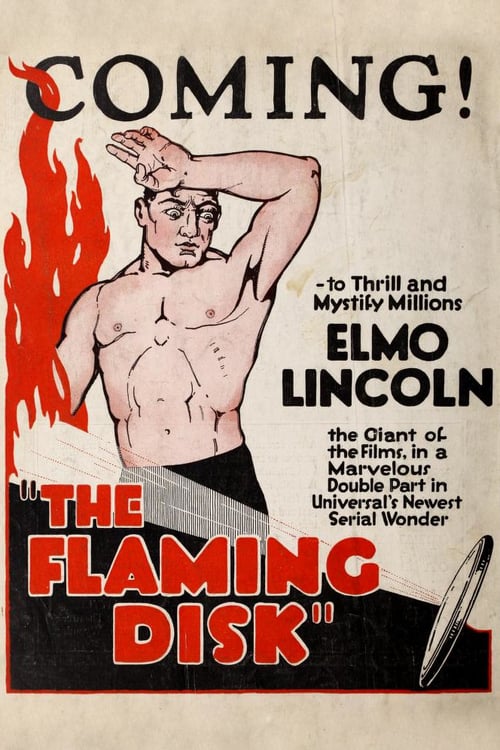 COMING!
-to Thrill and
Mystify Millions
ELMO
LINCOLN
the Giant of
the Films, in a
Marvelous
Double Part in
Universal's Newest
Serial Wonder
"THE
FLAMING
DISK"